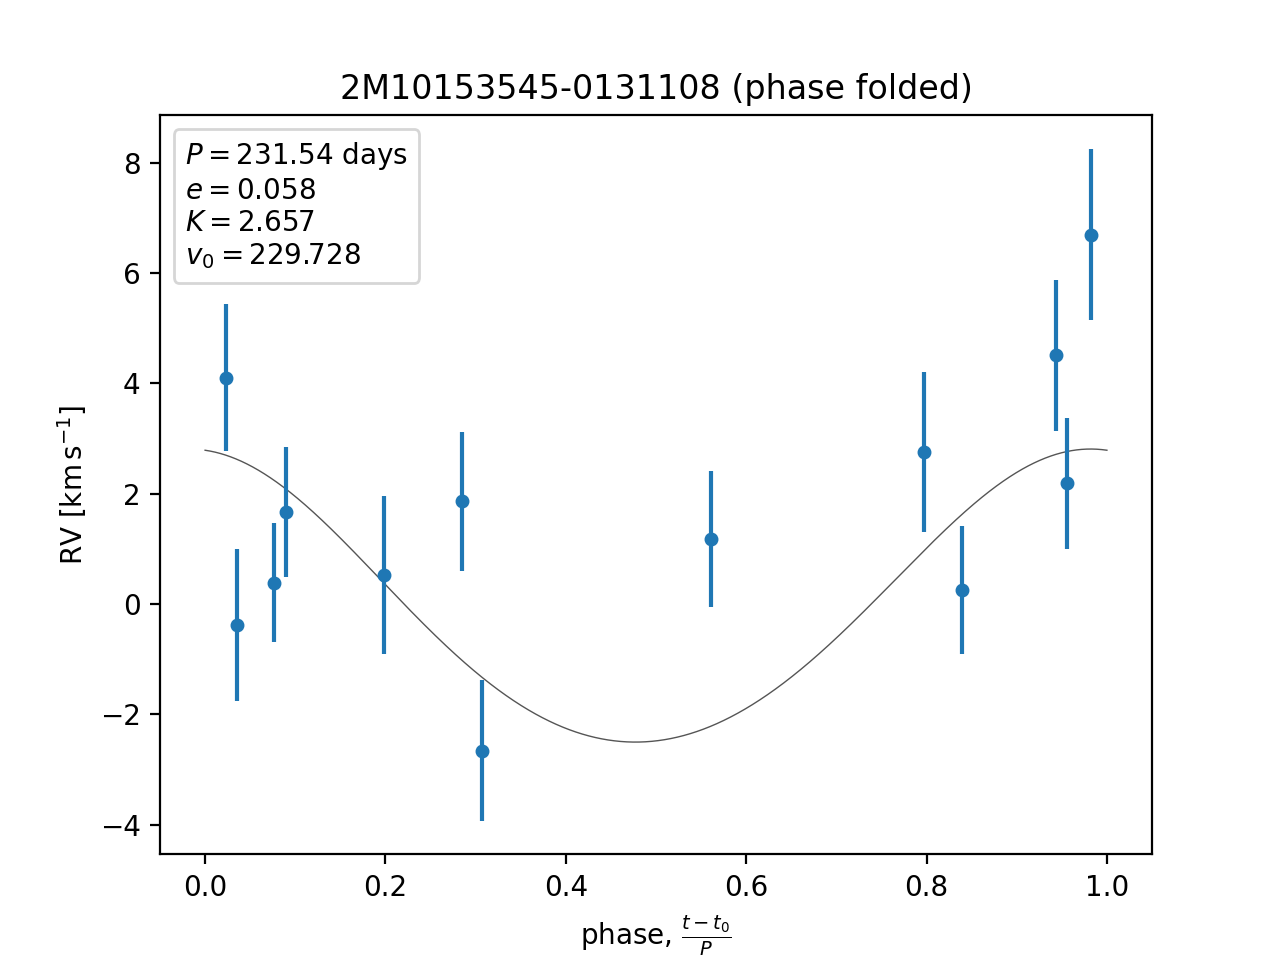 2M10153545-0131108 (phase folded)
P = 231.54 days
e = 0.058
K = 2.657
v₀ = 229.728
8
6
4
2
0
−2
−4
RV [km s⁻¹]
0.0 0.2 0.4 0.6 0.8 1.0
phase, (t − t₀)/P